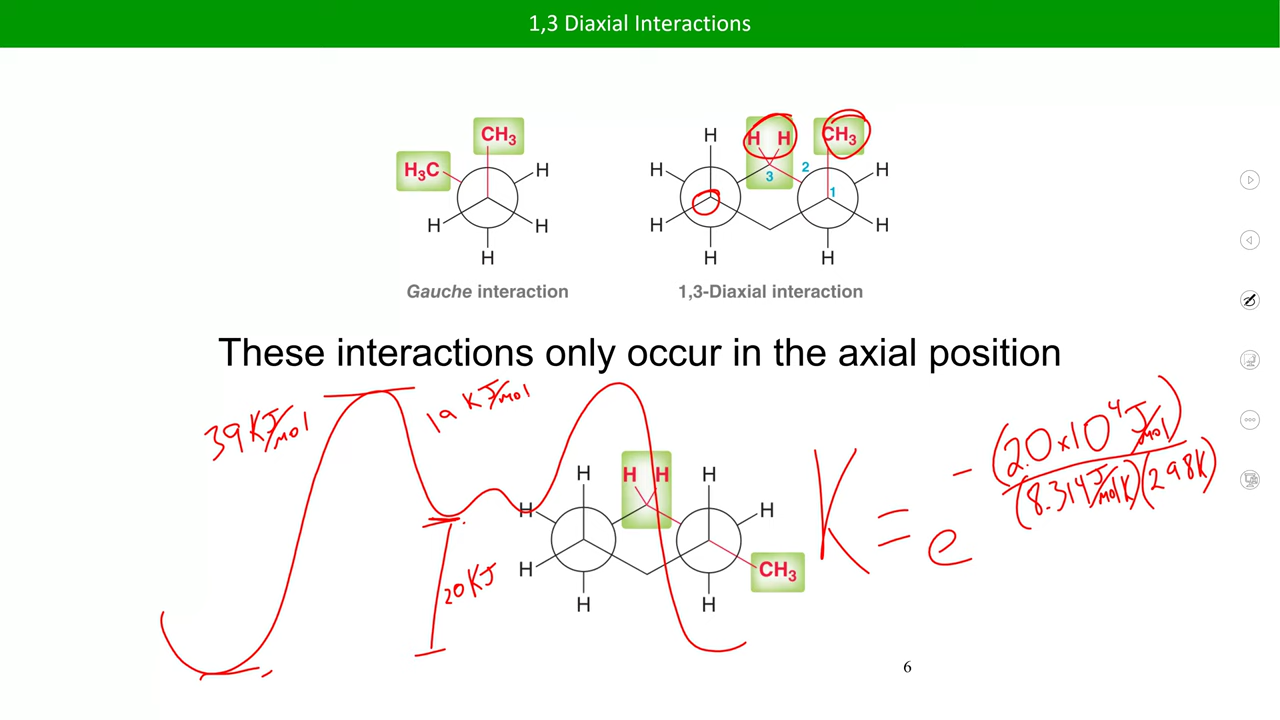 1,3 Diaxial Interactions
CH3
H3C
H
H
H
H
Gauche interaction
H
H H
CH3
H
2
H
3
1
H
H
H
H
1,3-Diaxial interaction
These interactions only occur in the axial position
39 KJ/mol
19 KJ/mol
20 KJ
H
H H
H
H
H
H
CH3
H
H
K = e -(2.0 x 10^4 J/mol)
(8.314 J/mol K)(298K)
6